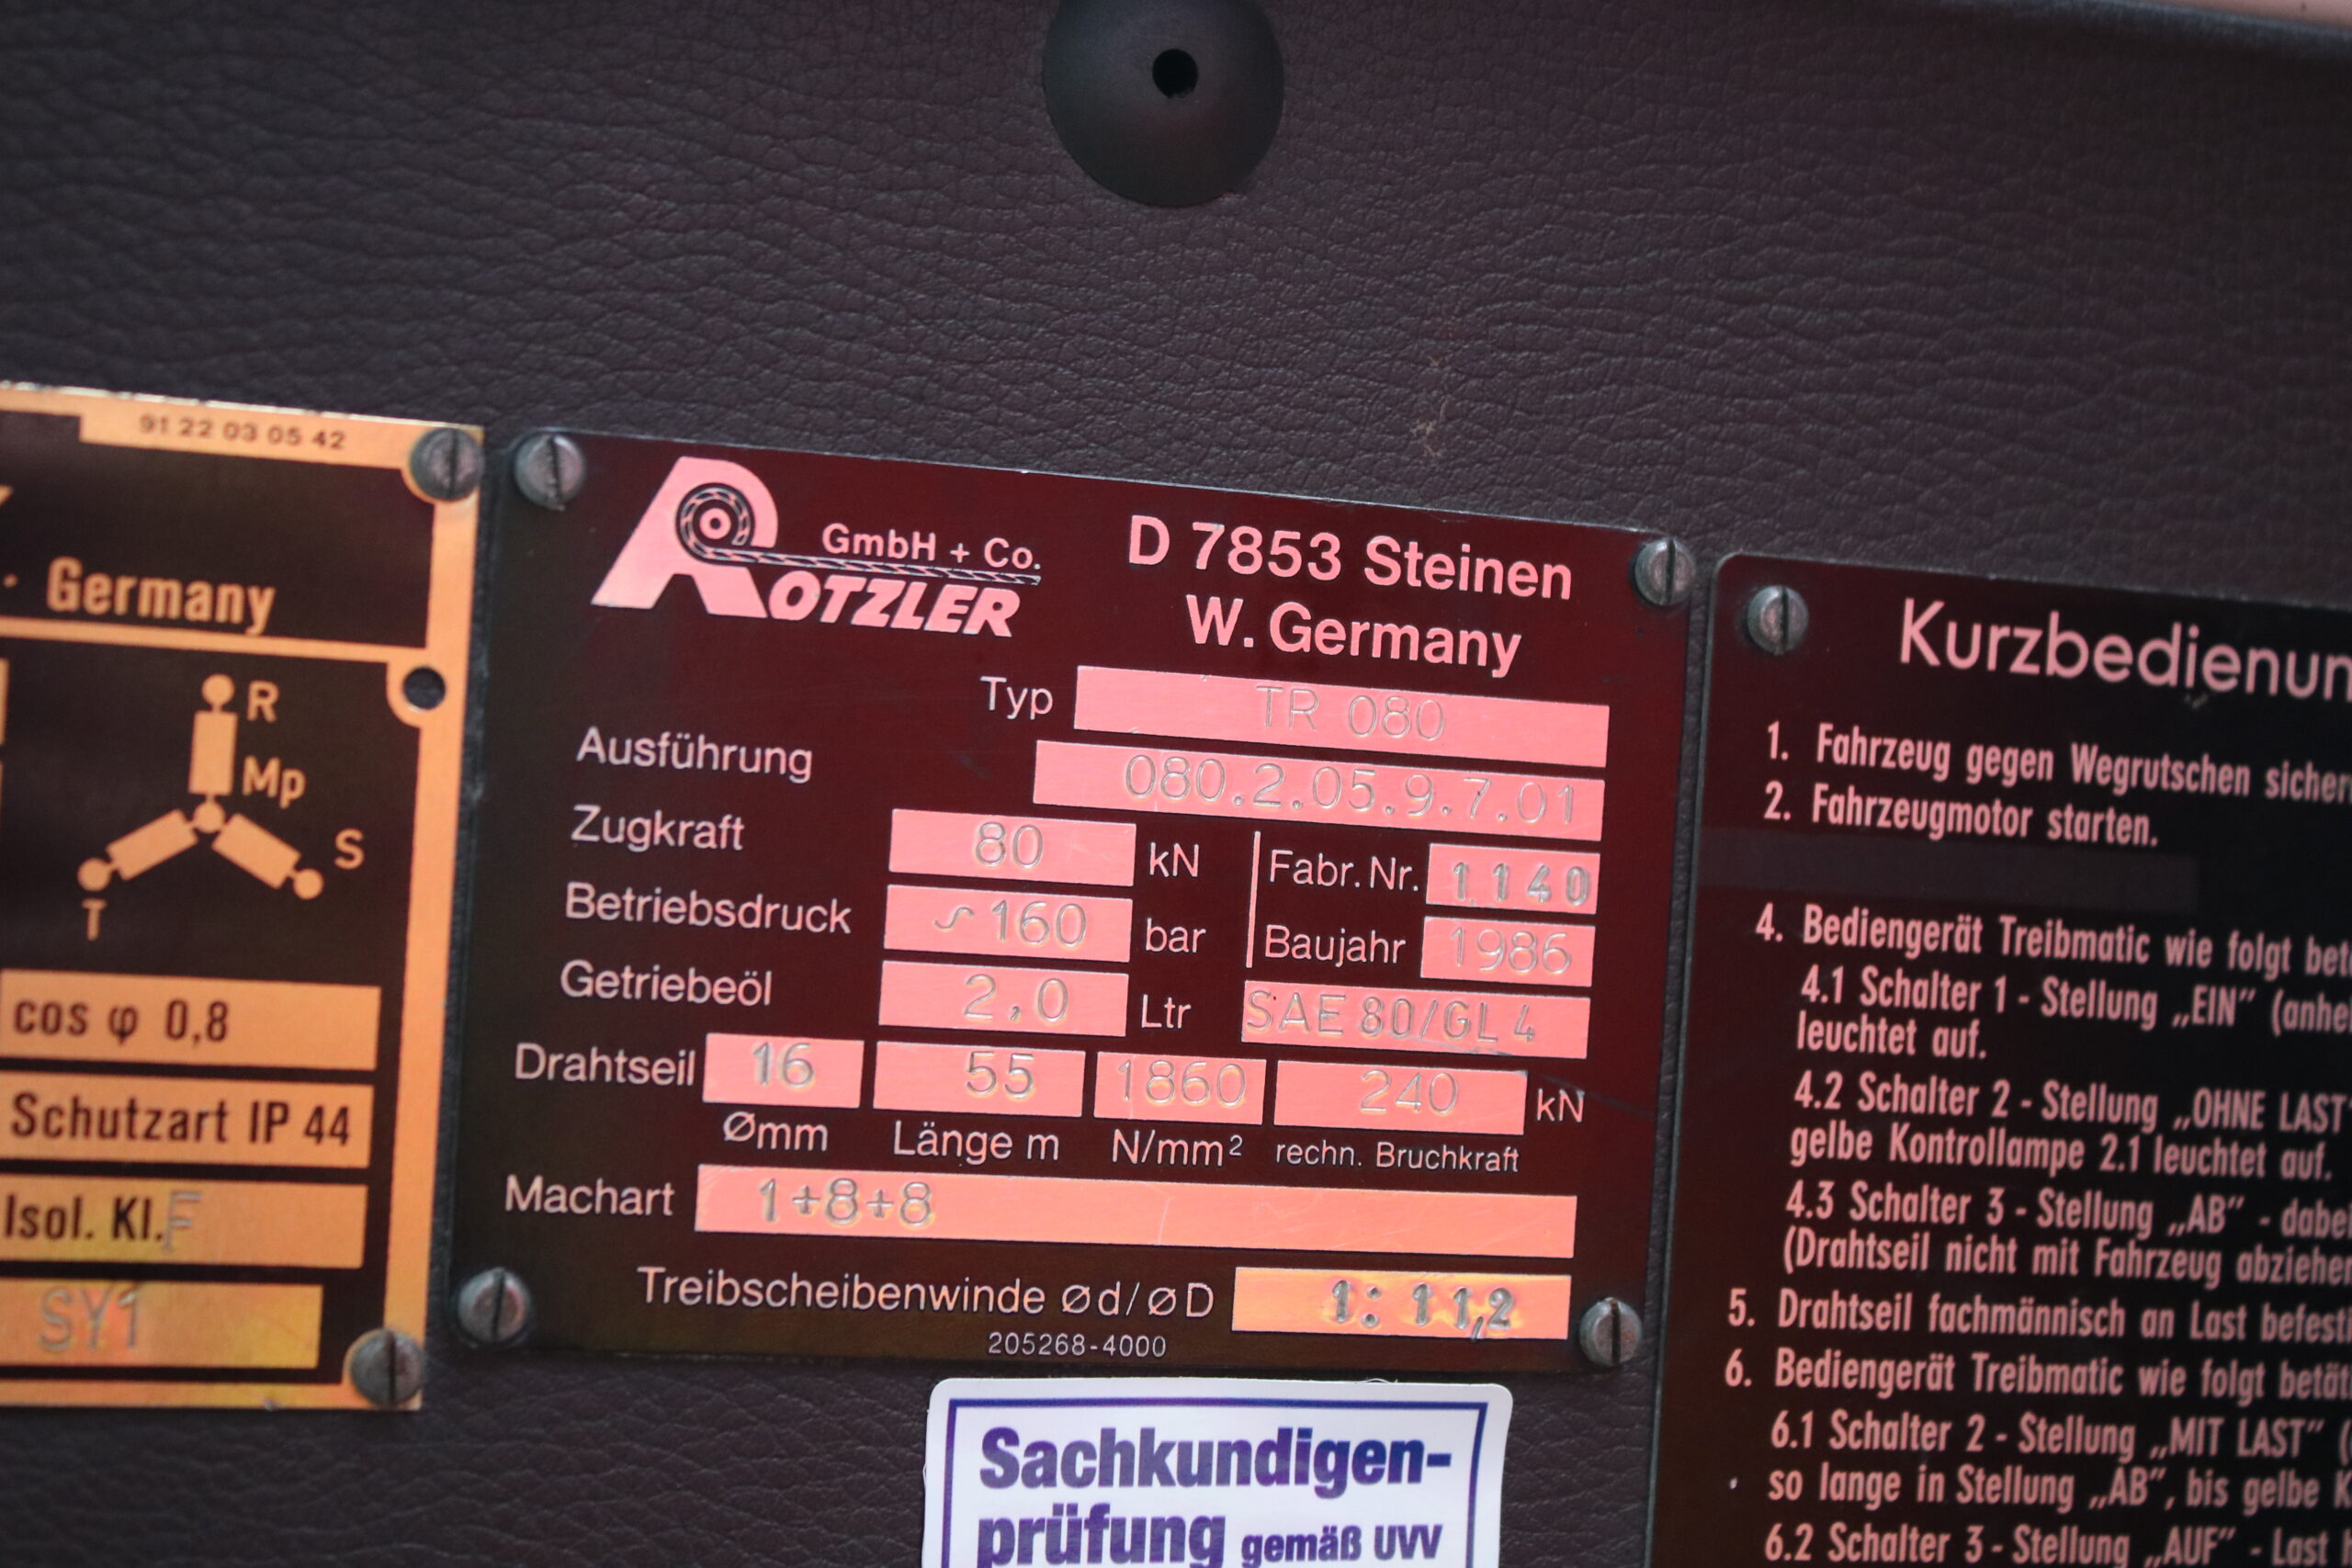 91 22 03 05 42
Germany
R
Mp
S
T
cos φ 0,8
Schutzart IP 44
Isol. Kl. F
SY1
GmbH + Co.
ROTZLER
D 7853 Steinen
W. Germany
Typ TR 080
Ausführung 080.2.05.9.7.01
Zugkraft 80 kN Fabr. Nr. 1140
Betriebsdruck ~160 bar Baujahr 1986
Getriebeöl 2,0 Ltr SAE 80/GL 4
Drahtseil 16 55 1860 240 kN
Ømm Länge m N/mm² rechn. Bruchkraft
Machart 1+8+8
Treibscheibenwinde Ød/ØD 1:11,2
205268-4000
Sachkundigen-
prüfung gemäß UVV
1. Fahrzeug gegen Wegrutschen
2. Fahrzeugmotor starten.
4. Bediengerät Treibmatic wie folgt
4.1 Schalter 1 - Stellung „EIN"
leuchtet auf.
4.2 Schalter 2 - Stellung „OHNE LAST
gelbe Kontrollampe 2.1 leuchtet auf.
4.3 Schalter 3 - Stellung „AB" -
(Drahtseil nicht mit Fahrzeug
5. Drahtseil fachmännisch an Last
6. Bediengerät Treibmatic wie folgt
6.1 Schalter 2 - Stellung „MIT LAST"
so lange in Stellung „AB", bis gelbe
6.2 Schalter 3 - Stellung „AUF" - Last